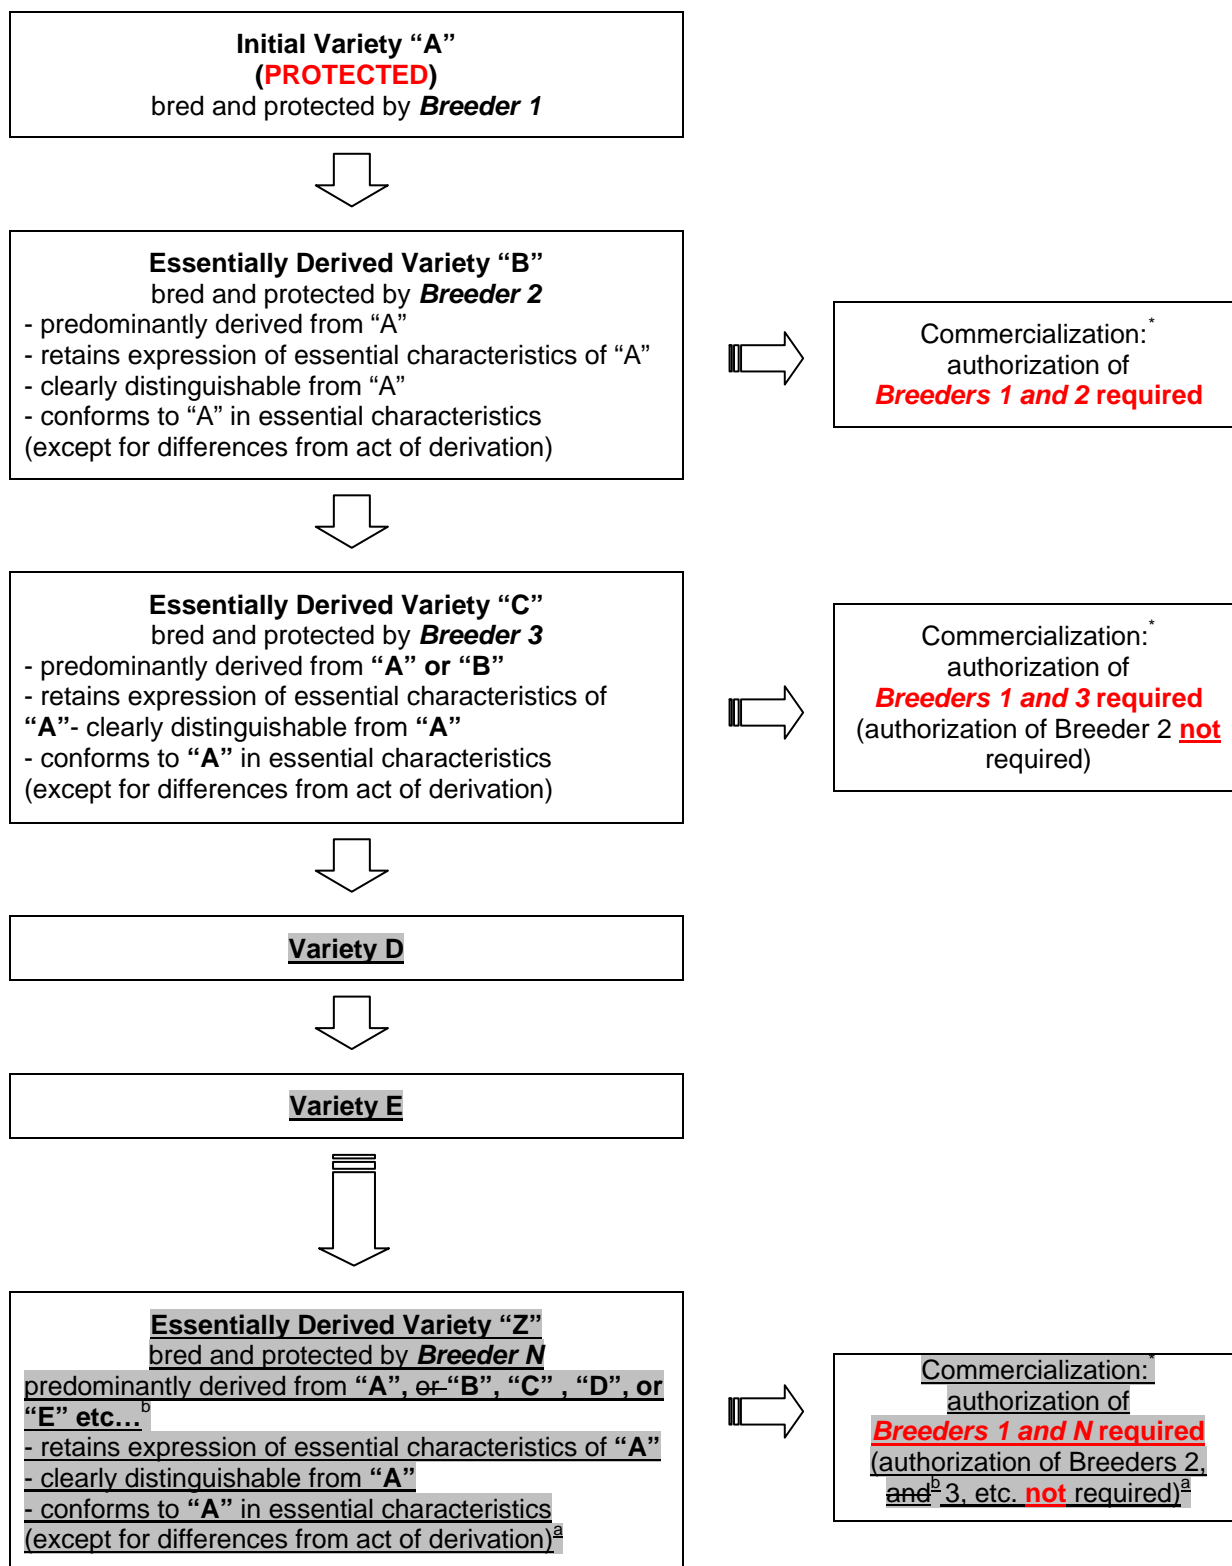 Initial Variety “A”
(PROTECTED)
bred and protected by Breeder 1
Essentially Derived Variety “B”
bred and protected by Breeder 2
- predominantly derived from “A”
- retains expression of essential characteristics of “A”
- clearly distinguishable from “A”
- conforms to “A” in essential characteristics
(except for differences from act of derivation)
Commercialization:*
authorization of
Breeders 1 and 2 required
Essentially Derived Variety “C”
bred and protected by Breeder 3
- predominantly derived from “A” or “B”
- retains expression of essential characteristics of
“A”- clearly distinguishable from “A”
- conforms to “A” in essential characteristics
(except for differences from act of derivation)
Commercialization:*
authorization of
Breeders 1 and 3 required
(authorization of Breeder 2 not
required)
Variety D
Variety E
Essentially Derived Variety “Z”
bred and protected by Breeder N
predominantly derived from “A”, or “B”, “C” , “D”, or
“E” etc…b
- retains expression of essential characteristics of “A”
- clearly distinguishable from “A”
- conforms to “A” in essential characteristics
(except for differences from act of derivation)a
Commercialization:*
authorization of
Breeders 1 and N required
(authorization of Breeders 2,
andb 3, etc. not required)a